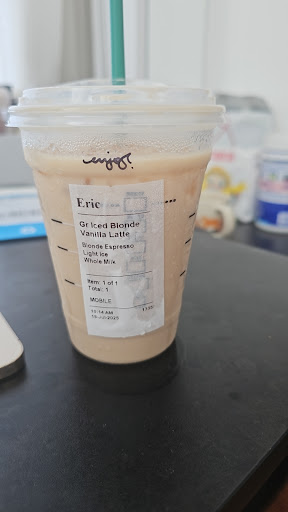 enjoy!
Eric
Gr Iced Blonde
Vanilla Latte
Blonde Espresso
Light Ice
Whole Milk
Item: 1 of 1
Total: 1
MOBILE